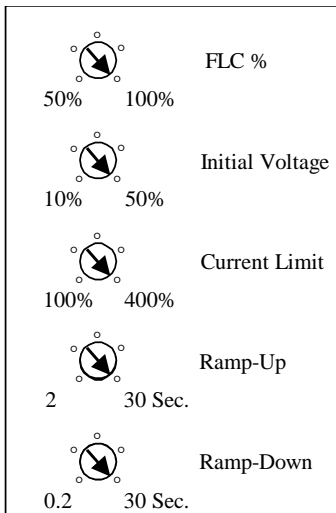 FLC %
50% 100%
Initial Voltage
10% 50%
Current Limit
100% 400%
Ramp-Up
2 30 Sec.
Ramp-Down
0.2 30 Sec.